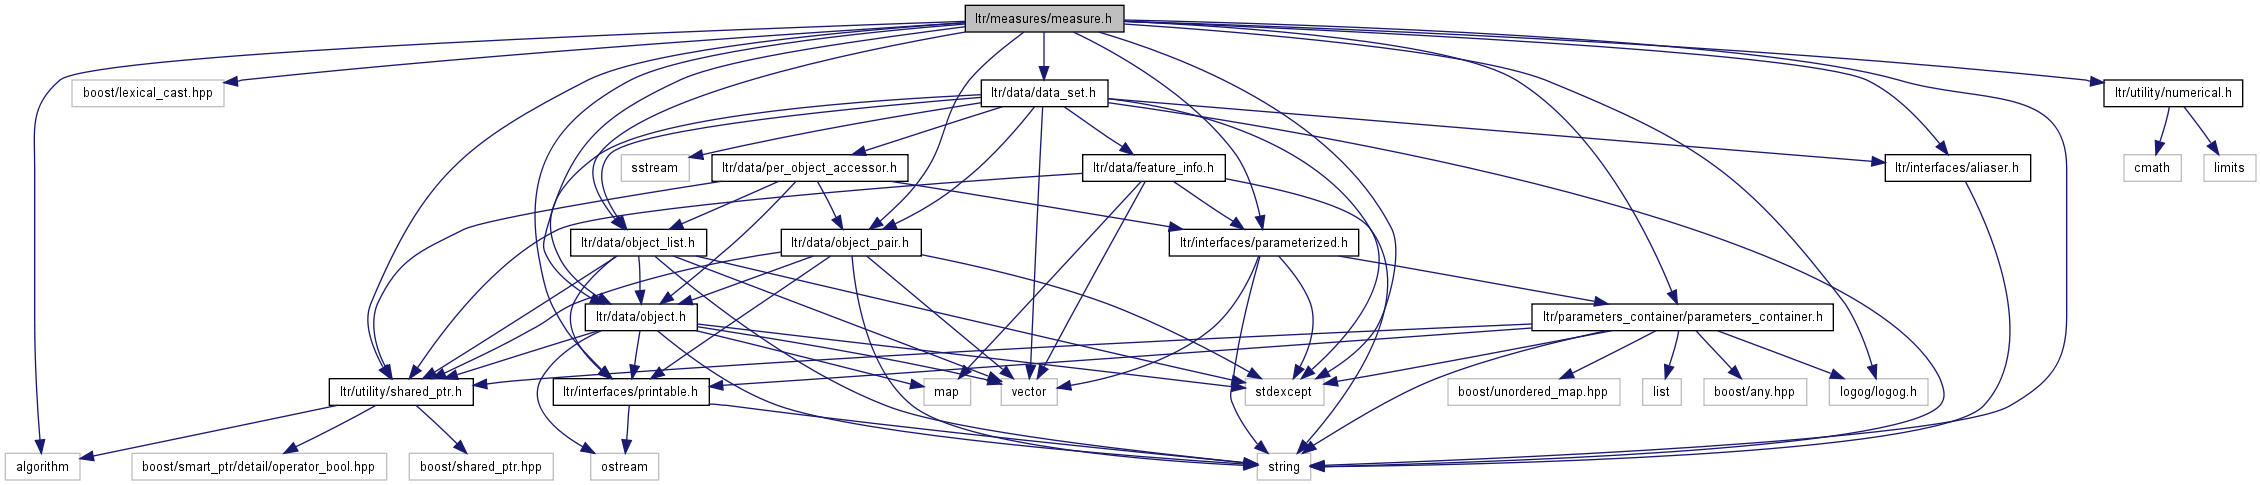 ltr/measures/measure.h
boost/lexical_cast.hpp
ltr/data/data_set.h
ltr/utility/numerical.h
sstream
ltr/data/per_object_accessor.h
ltr/data/feature_info.h
ltr/interfaces/aliaser.h
cmath
limits
ltr/data/object_list.h
ltr/data/object_pair.h
ltr/interfaces/parameterized.h
ltr/data/object.h
ltr/parameters_container/parameters_container.h
ltr/utility/shared_ptr.h
ltr/interfaces/printable.h
map
vector
stdexcept
boost/unordered_map.hpp
list
boost/any.hpp
logog/logog.h
algorithm
boost/smart_ptr/detail/operator_bool.hpp
boost/shared_ptr.hpp
ostream
string